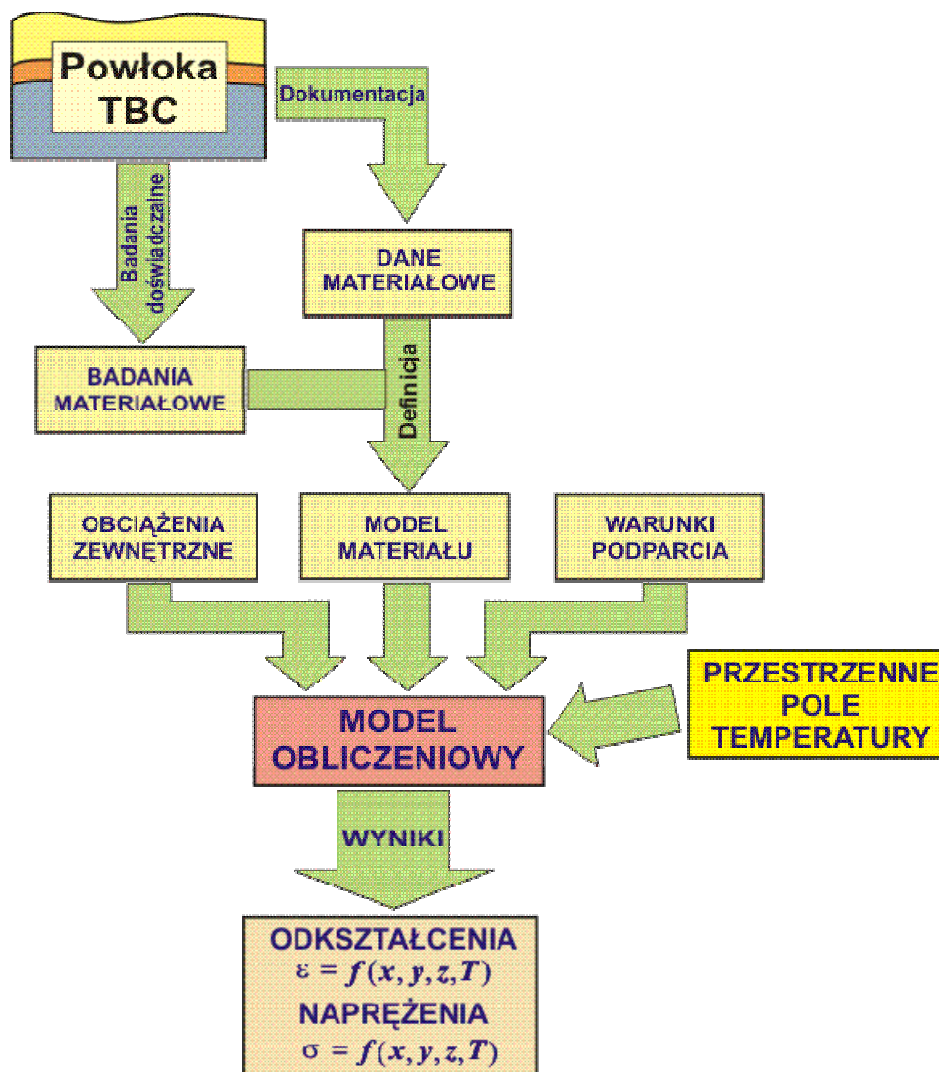 Powłoka
TBC
Dokumentacja
Badania
doświadczalne
DANE
MATERIAŁOWE
BADANIA
MATERIAŁOWE
Definicja
OBCIĄŻENIA
ZEWNĘTRZNE
MODEL
MATERIAŁU
WARUNKI
PODPARCIA
PRZESTRZENNE
POLE
TEMPERATURY
MODEL
OBLICZENIOWY
WYNIKI
ODKSZTAŁCENIA
ε = f(x, y, z, T)
NAPRĘŻENIA
σ = f(x, y, z, T)